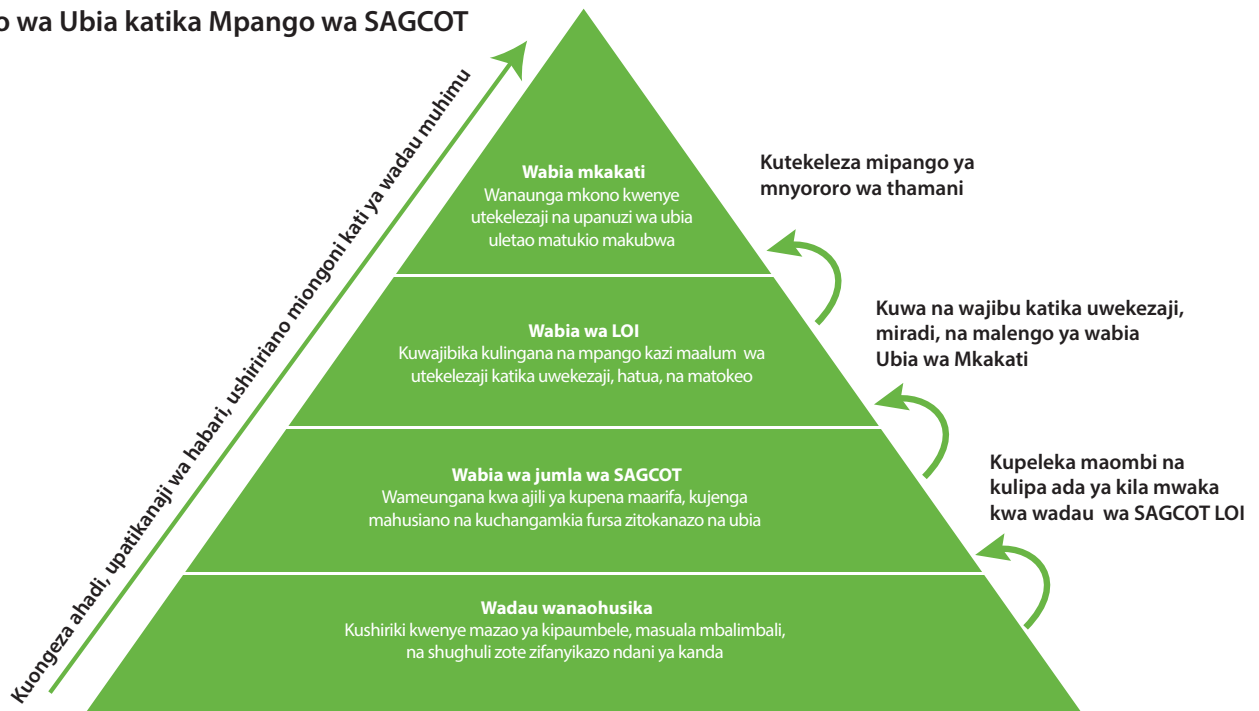 o wa Ubia katika Mpango wa SAGCOT
Kuongeza ahadi, upatikanaji wa habari, ushiririano miongoni kati ya wadau muhimu
Wabia mkakati
Wanaunga mkono kwenye
utekelezaji na upanuzi wa ubia
uletao matukio makubwa
Kutekeleza mipango ya
mnyororo wa thamani
Wabia wa LOI
Kuwajibika kulingana na mpango kazi maalum wa
utekelezaji katika uwekezaji, hatua, na matokeo
Kuwa na wajibu katika uwekezaji,
miradi, na malengo ya wabia
Ubia wa Mkakati
Wabia wa jumla wa SAGCOT
Wameungana kwa ajili ya kupena maarifa, kujenga
mahusiano na kuchangamkia fursa zitokanazo na ubia
Kupeleka maombi na
kulipa ada ya kila mwaka
kwa wadau wa SAGCOT LOI
Wadau wanaohusika
Kushiriki kwenye mazao ya kipaumbele, masuala mbalimbali,
na shughuli zote zifanyikazo ndani ya kanda